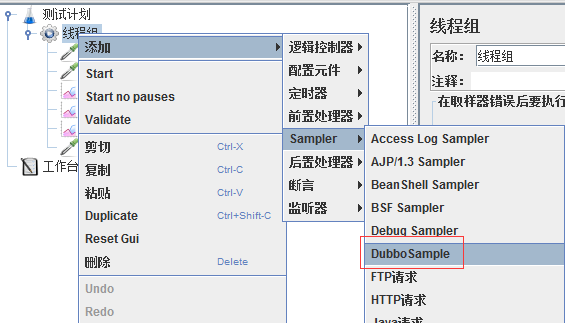 测试计划
线程组
工作台
添加
Start
Start no pauses
Validate
剪切 Ctrl-X
复制 Ctrl-C
粘贴 Ctrl-V
Duplicate Ctrl+Shift-C
Reset Gui
删除 Delete
Undo
Redo
逻辑控制器
配置元件
定时器
前置处理器
Sampler
后置处理器
断言
监听器
Access Log Sampler
AJP/1.3 Sampler
BeanShell Sampler
BSF Sampler
Debug Sampler
DubboSample
FTP请求
HTTP请求
Java请求
线程组
名称： 线程组
注释：
在取样器错误后要执行